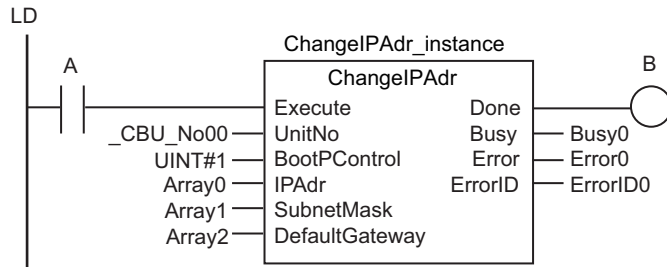 LD
A
ChangeIPAdr_instance
B
ChangeIPAdr
Execute Done
_CBU_No00 UnitNo Busy Busy0
UINT#1 BootPControl Error Error0
Array0 IPAdr ErrorID ErrorID0
Array1 SubnetMask
Array2 DefaultGateway